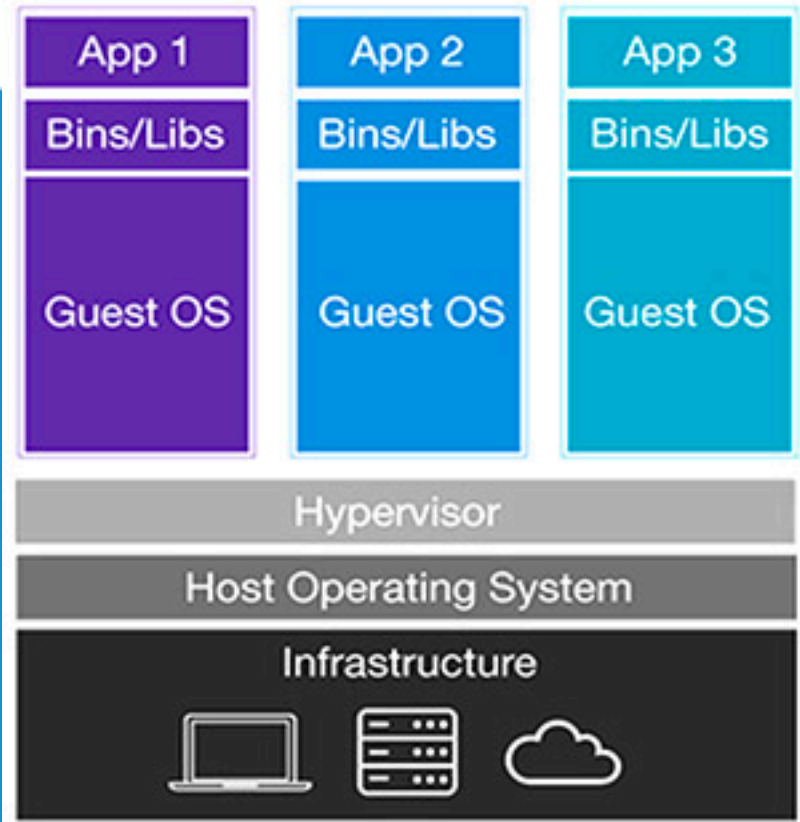 App 1
App 2
App 3
Bins/Libs
Bins/Libs
Bins/Libs
Guest OS
Guest OS
Guest OS
Hypervisor
Host Operating System
Infrastructure